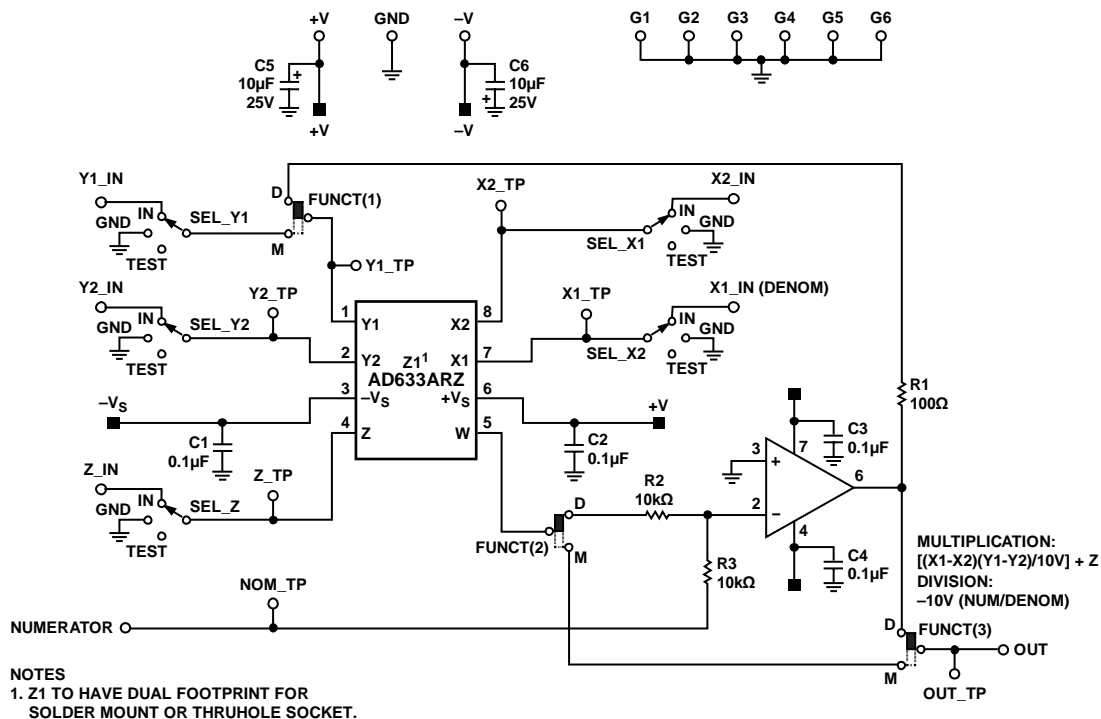 +V
GND
–V
G1 G2 G3 G4 G5 G6
C5
10µF
25V
+
+V
C6
10µF
25V
+
–V
Y1_IN
IN
GND
TEST
SEL_Y1
D
FUNCT(1)
M
Y1_TP
X2_TP
X2_IN
IN
GND
TEST
SEL_X1
Y2_IN
IN
GND
TEST
SEL_Y2
Y2_TP
X1_TP
X1_IN (DENOM)
IN
GND
TEST
SEL_X2
1 Y1
2 Y2
3 –VS
4 Z
Z1¹
AD633ARZ
X2 8
X1 7
+VS 6
W 5
–VS
C1
0.1µF
+V
C2
0.1µF
Z_IN
IN
GND
TEST
SEL_Z
Z_TP
R1
100Ω
C3
0.1µF
3
+
7
6
2
–
4
C4
0.1µF
D
FUNCT(2)
M
R2
10kΩ
R3
10kΩ
NOM_TP
NUMERATOR
MULTIPLICATION:
[(X1-X2)(Y1-Y2)/10V] + Z
DIVISION:
–10V (NUM/DENOM)
D
FUNCT(3)
M
OUT
OUT_TP
NOTES
1. Z1 TO HAVE DUAL FOOTPRINT FOR
SOLDER MOUNT OR THRUHOLE SOCKET.